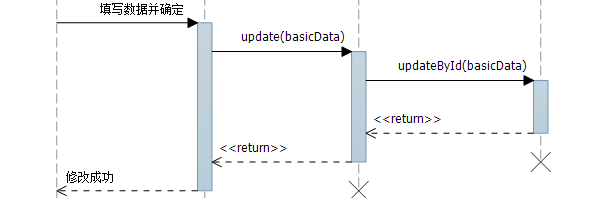 填写数据并确定
update(basicData)
updateById(basicData)
<<return>>
<<return>>
修改成功